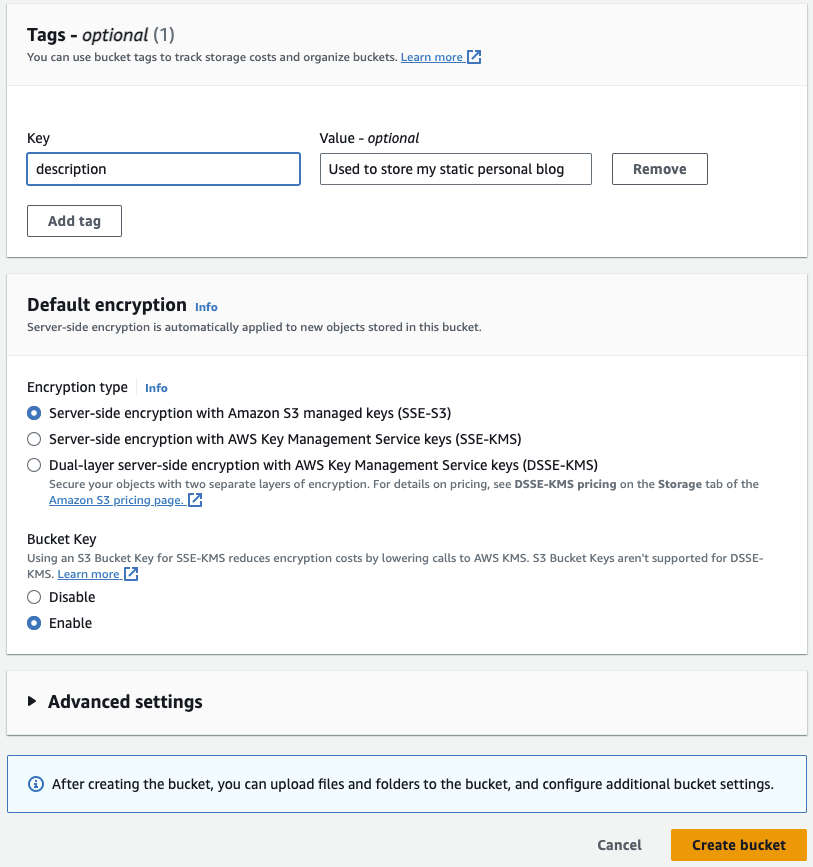 Tags - optional (1)
You can use bucket tags to track storage costs and organize buckets. Learn more
Key
Value - optional
description
Used to store my static personal blog
Remove
Add tag
Default encryption Info
Server-side encryption is automatically applied to new objects stored in this bucket.
Encryption type Info
Server-side encryption with Amazon S3 managed keys (SSE-S3)
Server-side encryption with AWS Key Management Service keys (SSE-KMS)
Dual-layer server-side encryption with AWS Key Management Service keys (DSSE-KMS)
Secure your objects with two separate layers of encryption. For details on pricing, see DSSE-KMS pricing on the Storage tab of the
Amazon S3 pricing page.
Bucket Key
Using an S3 Bucket Key for SSE-KMS reduces encryption costs by lowering calls to AWS KMS. S3 Bucket Keys aren't supported for DSSE-
KMS. Learn more
Disable
Enable
Advanced settings
After creating the bucket, you can upload files and folders to the bucket, and configure additional bucket settings.
Cancel
Create bucket